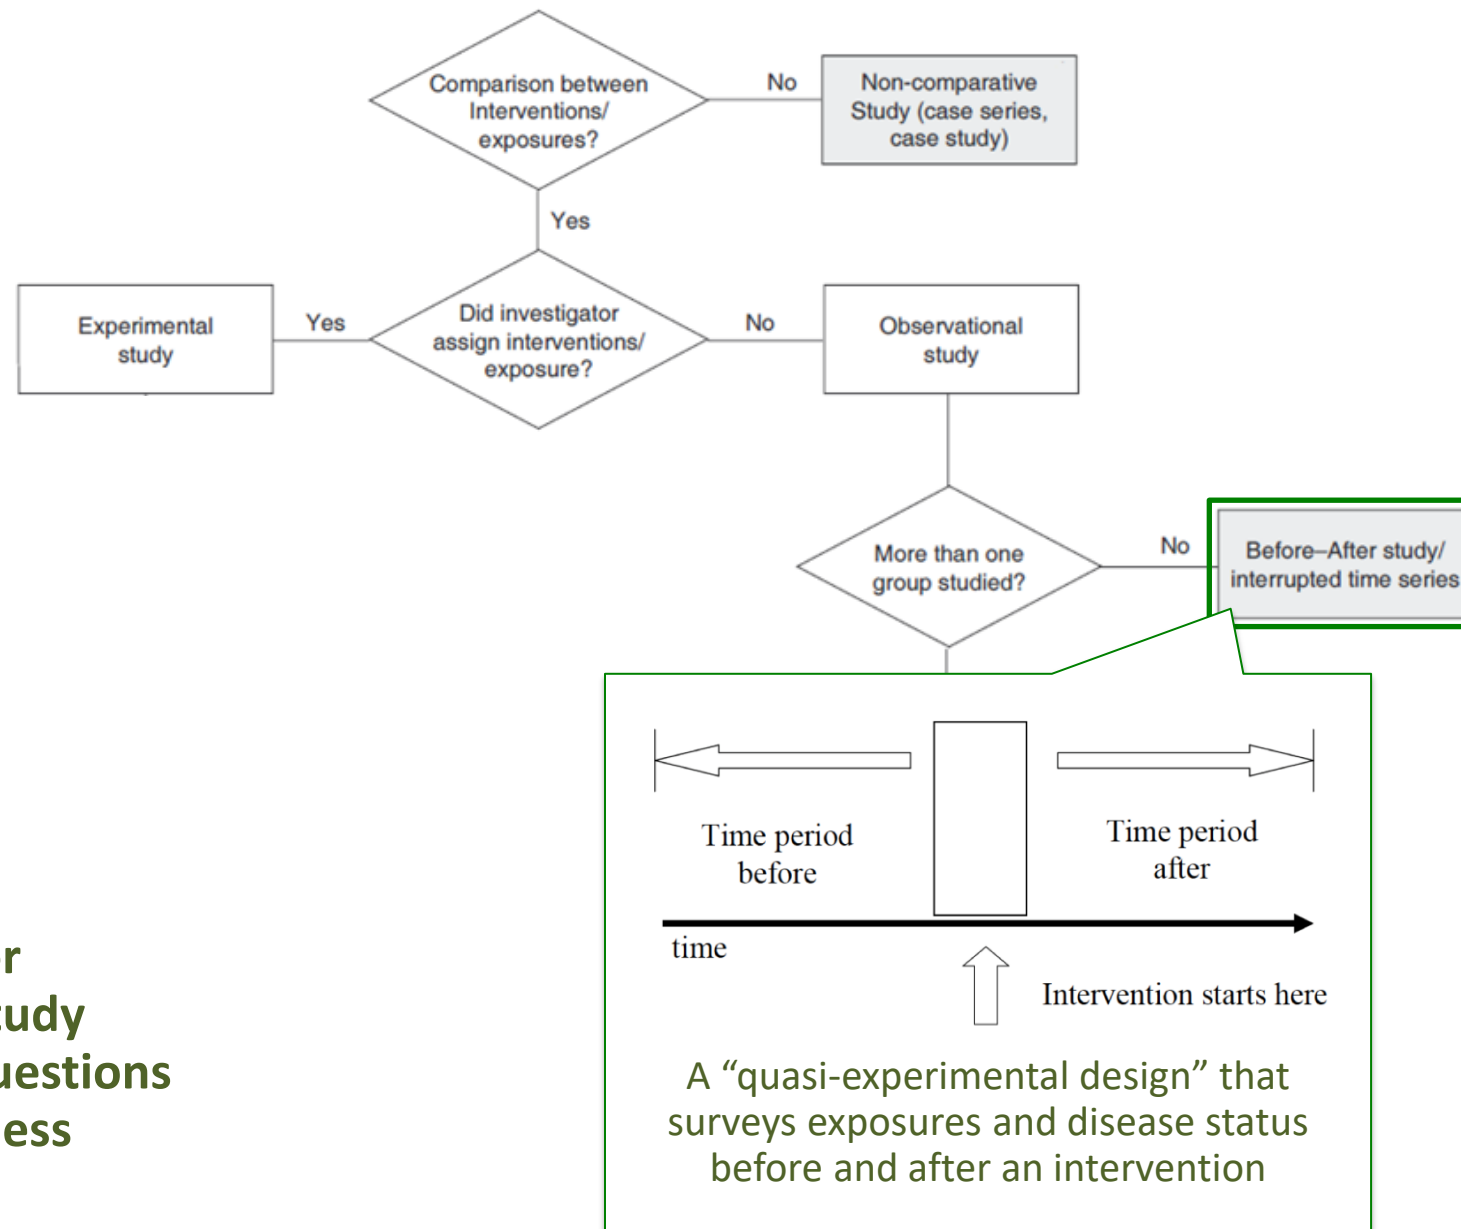 Comparison between
Interventions/
exposures?
No
Non-comparative
Study (case series,
case study)
Yes
Experimental
study
Yes
Did investigator
assign interventions/
exposure?
No
Observational
study
More than one
group studied?
No
Before–After study/
interrupted time series
Time period
before
Time period
after
time
Intervention starts here
A “quasi-experimental design” that
surveys exposures and disease status
before and after an intervention
er
tudy
uestions
ess